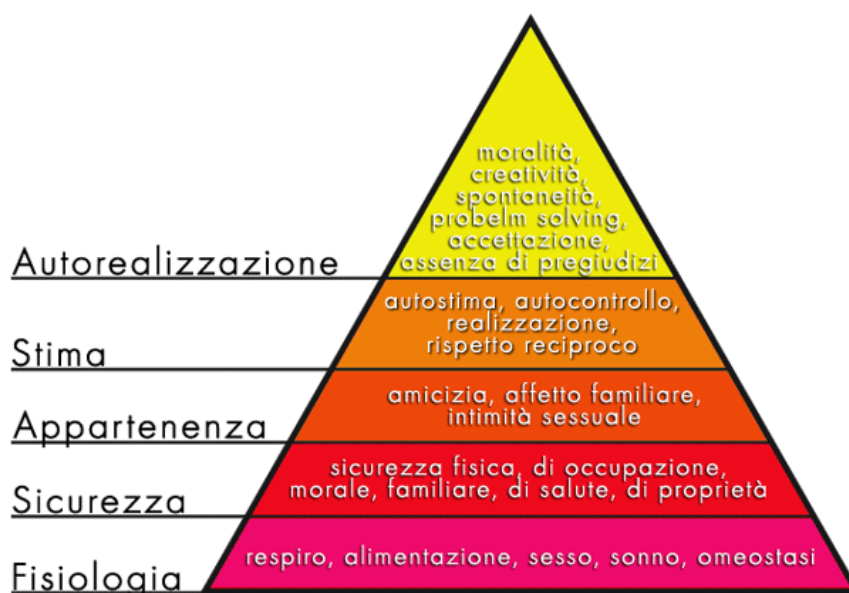 moralità,
creatività,
spontaneità,
probelm solving,
accettazione,
assenza di pregiudizi
Autorealizzazione
autostima, autocontrollo,
realizzazione,
rispetto reciproco
Stima
amicizia, affetto familiare,
intimità sessuale
Appartenenza
sicurezza fisica, di occupazione,
morale, familiare, di salute, di proprietà
Sicurezza
respiro, alimentazione, sesso, sonno, omeostasi
Fisiologia